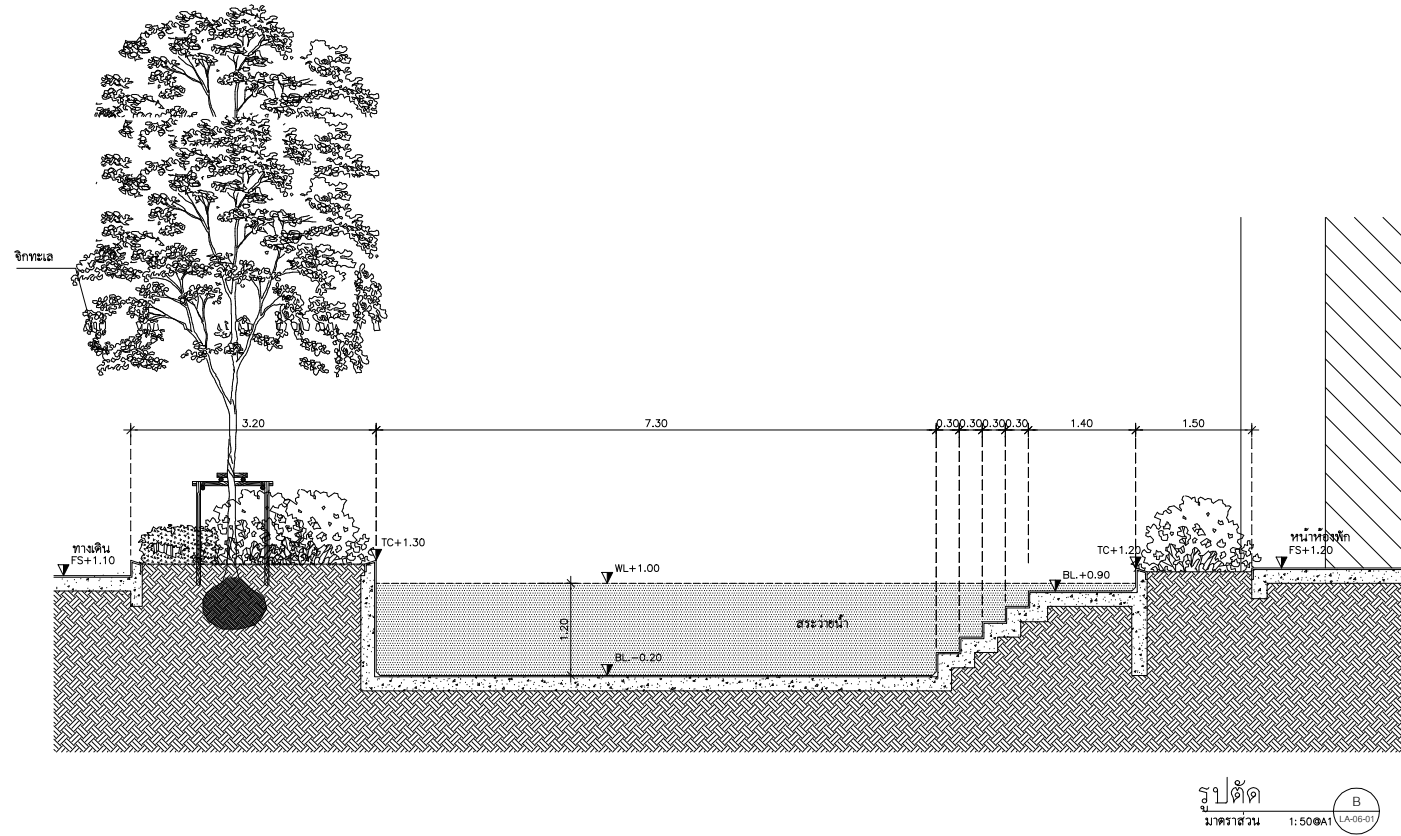 จิกทะเล
3.20
7.30
0.30 0.30 0.30 0.30
1.40
1.50
ทางเดิน
FS+1.10
TC+1.30
WL+1.00
1.20
สระว่ายน้ำ
BL.-0.20
BL.+0.90
TC+1.20
หน้าห้องพัก
FS+1.20
รูปตัด
มาตราส่วน 1:50@A1
B
LA-06-01